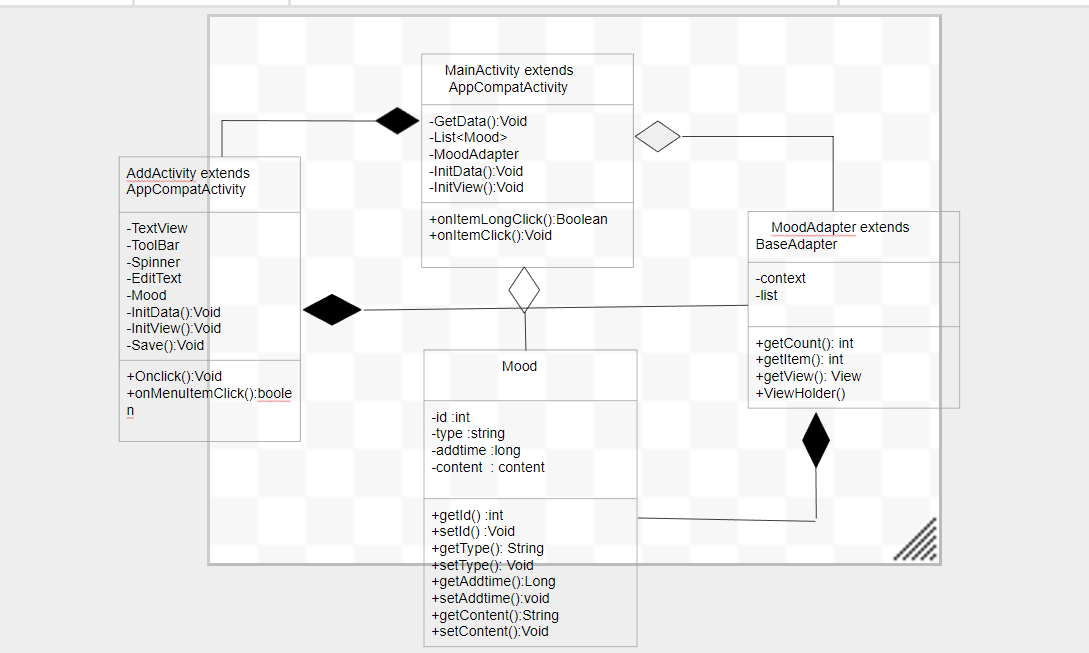 MainActivity extends
AppCompatActivity
-GetData():Void
-List<Mood>
-MoodAdapter
-InitData():Void
-InitView():Void
+onItemLongClick():Boolean
+onItemClick():Void
AddActivity extends
AppCompatActivity
-TextView
-ToolBar
-Spinner
-EditText
-Mood
-InitData():Void
-InitView():Void
-Save():Void
+Onclick():Void
+onMenuItemClick():boole
n
MoodAdapter extends
BaseAdapter
-context
-list
+getCount(): int
+getItem(): int
+getView(): View
+ViewHolder()
Mood
-id :int
-type :string
-addtime :long
-content : content
+getId() :int
+setId() :Void
+getType(): String
+setType(): Void
+getAddtime():Long
+setAddtime():void
+getContent():String
+setContent():Void